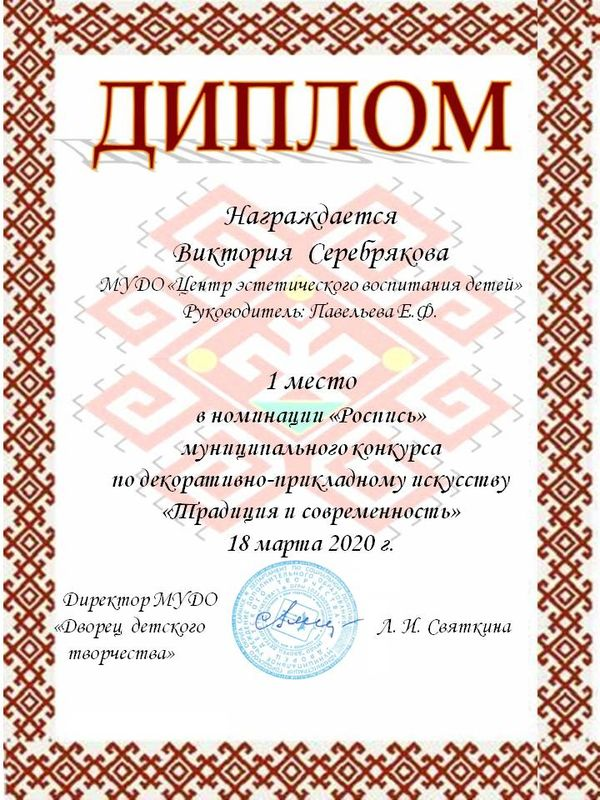 ДИПЛОМ
Награждается
Виктория Серебрякова
МУДО «Центр эстетического воспитания детей»
Руководитель: Павельева Е.Ф.
1 место
в номинации «Роспись»
муниципального конкурса
по декоративно-прикладному искусству
«Традиция и современность»
18 марта 2020 г.
Директор МУДО
«Дворец детского
творчества»
Л. Н. Святкина